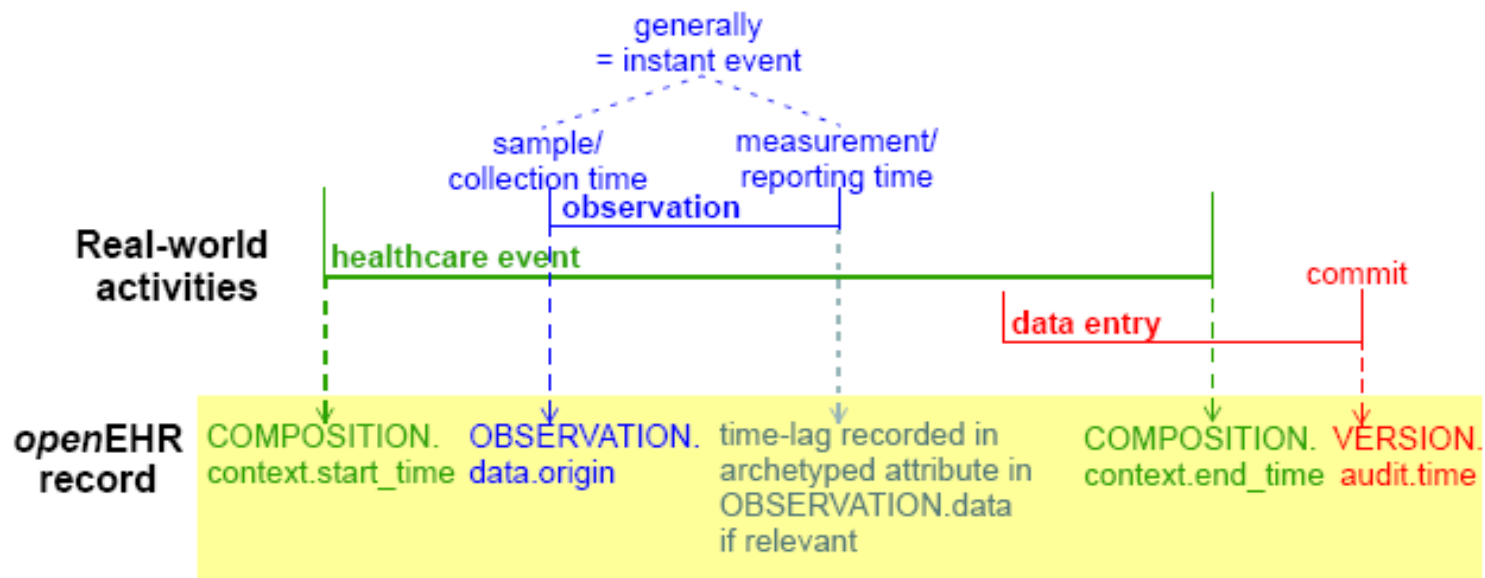 generally
= instant event
sample/
collection time
measurement/
reporting time
observation
Real-world
activities
healthcare event
commit
data entry
openEHR
record
COMPOSITION.
context.start_time
OBSERVATION.
data.origin
time-lag recorded in
archetyped attribute in
OBSERVATION.data
if relevant
COMPOSITION.
context.end_time
VERSION.
audit.time